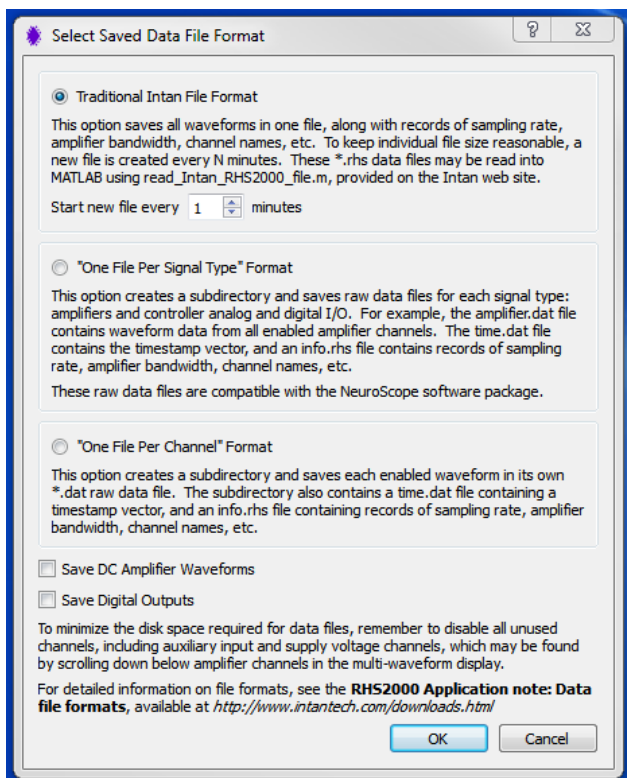 Select Saved Data File Format
Traditional Intan File Format
This option saves all waveforms in one file, along with records of sampling rate,
amplifier bandwidth, channel names, etc. To keep individual file size reasonable, a
new file is created every N minutes. These *.rhs data files may be read into
MATLAB using read_Intan_RHS2000_file.m, provided on the Intan web site.
Start new file every 1 minutes
"One File Per Signal Type" Format
This option creates a subdirectory and saves raw data files for each signal type:
amplifiers and controller analog and digital I/O. For example, the amplifier.dat file
contains waveform data from all enabled amplifier channels. The time.dat file
contains the timestamp vector, and an info.rhs file contains records of sampling
rate, amplifier bandwidth, channel names, etc.
These raw data files are compatible with the NeuroScope software package.
"One File Per Channel" Format
This option creates a subdirectory and saves each enabled waveform in its own
*.dat raw data file. The subdirectory also contains a time.dat file containing a
timestamp vector, and an info.rhs file containing records of sampling rate, amplifier
bandwidth, channel names, etc.
Save DC Amplifier Waveforms
Save Digital Outputs
To minimize the disk space required for data files, remember to disable all unused
channels, including auxiliary input and supply voltage channels, which may be found
by scrolling down below amplifier channels in the multi-waveform display.
For detailed information on file formats, see the RHS2000 Application note: Data
file formats, available at http://www.intantech.com/downloads.html
OK Cancel